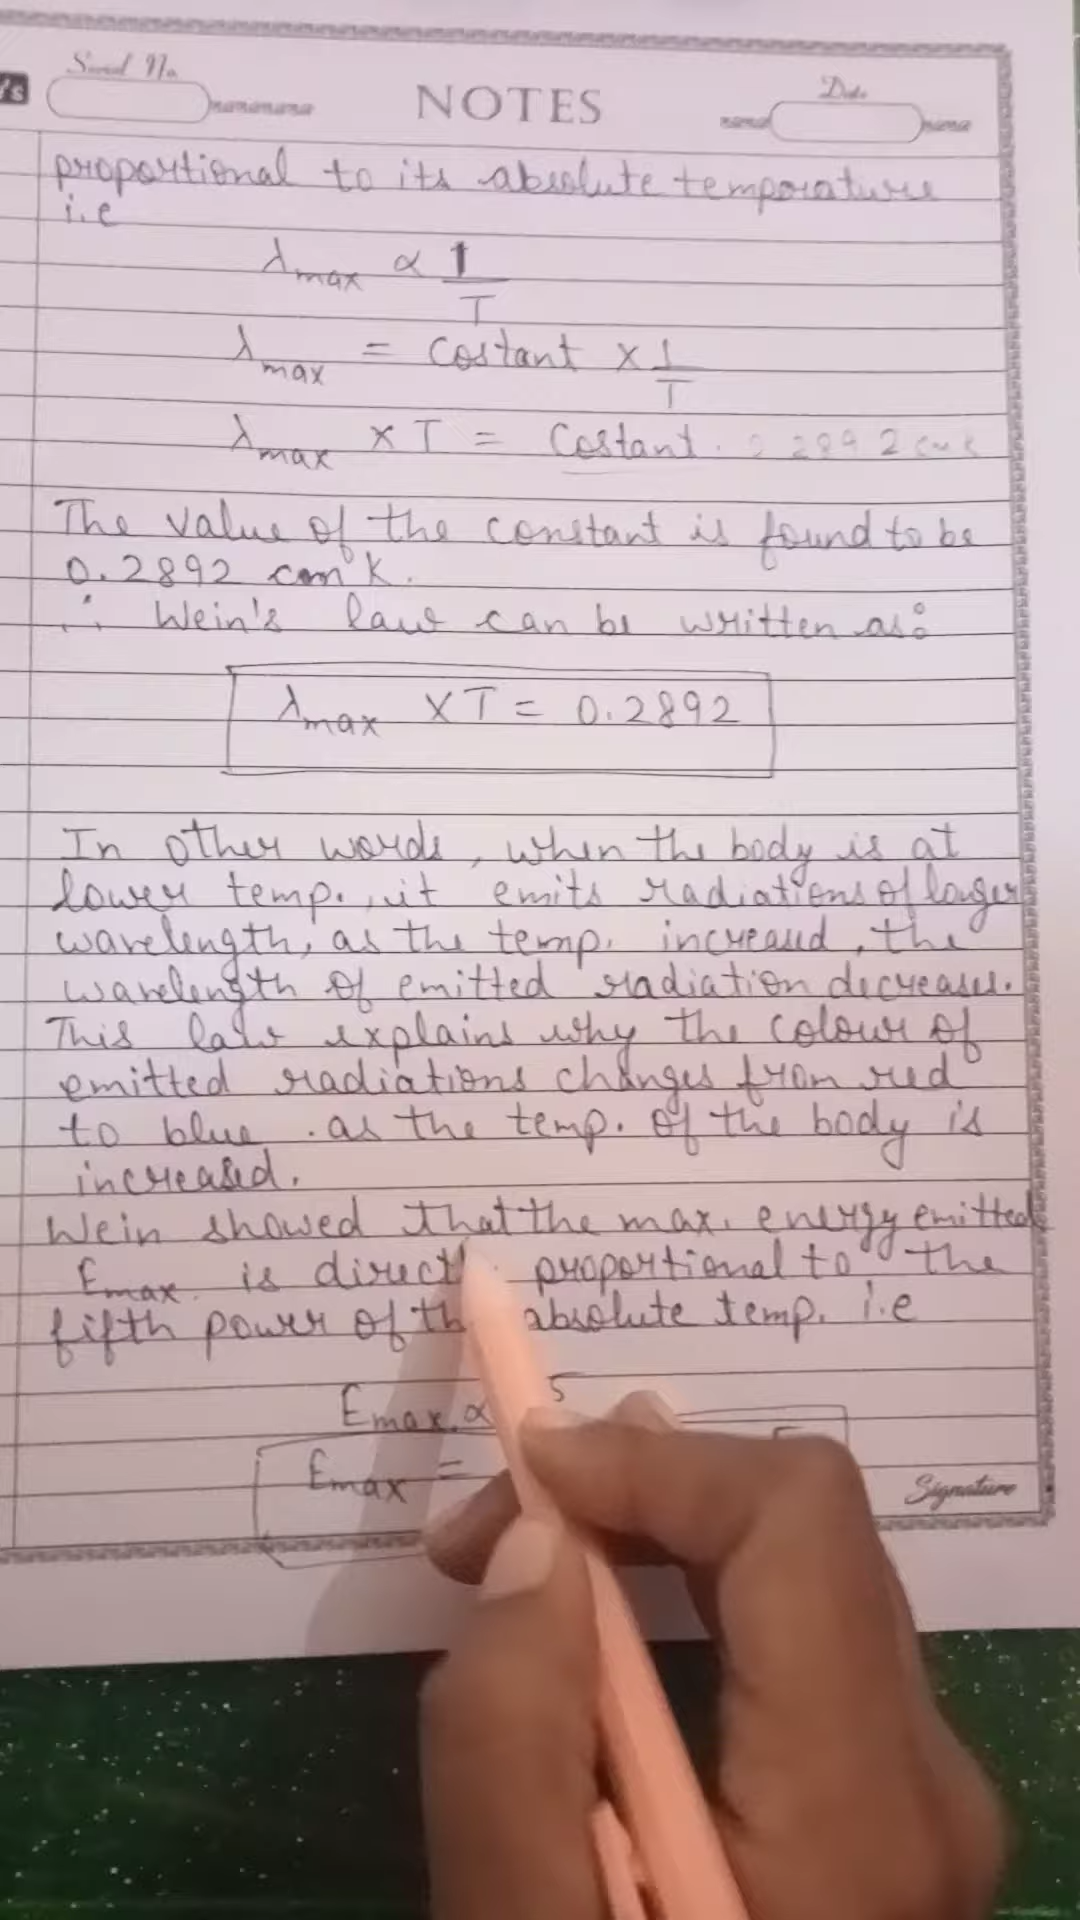 's
Serial No.
NOTES
Date
proportional to its absolute temperature
i.e
λmax ∝ 1/T
λmax = Costant × 1/T
λmax × T = Costant. 0.2892 cm K
The value of the constant is found to be
0.2892 cm K.
∴ Wein's law can be written as:
λmax × T = 0.2892
In other words, when the body is at
lower temp., it emits radiations of larger
wavelength, as the temp. increased, the
wavelength of emitted radiation decreases.
This law explains why the colour of
emitted radiations changes from red
to blue . as the temp. of the body is
increased.
Wein showed that the max. energy emitted
Emax. is proportional to the
fifth power of absolute temp. i.e
Emax. ∝ 5
Emax =
Signature